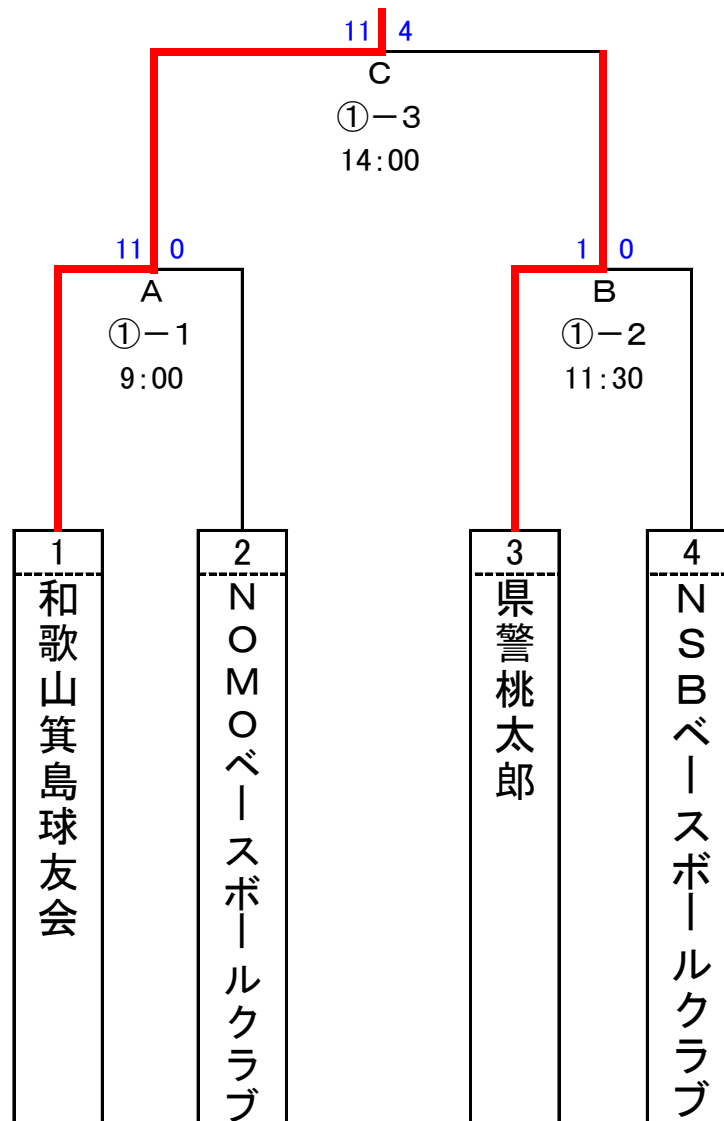 11 4
C
①－3
14:00
11 0
A
①－1
9:00
1 0
B
①－2
11:30
1
和歌山箕島球友会
2
NOMOベースボールクラブ
3
県警桃太郎
4
NSBベースボールクラブ